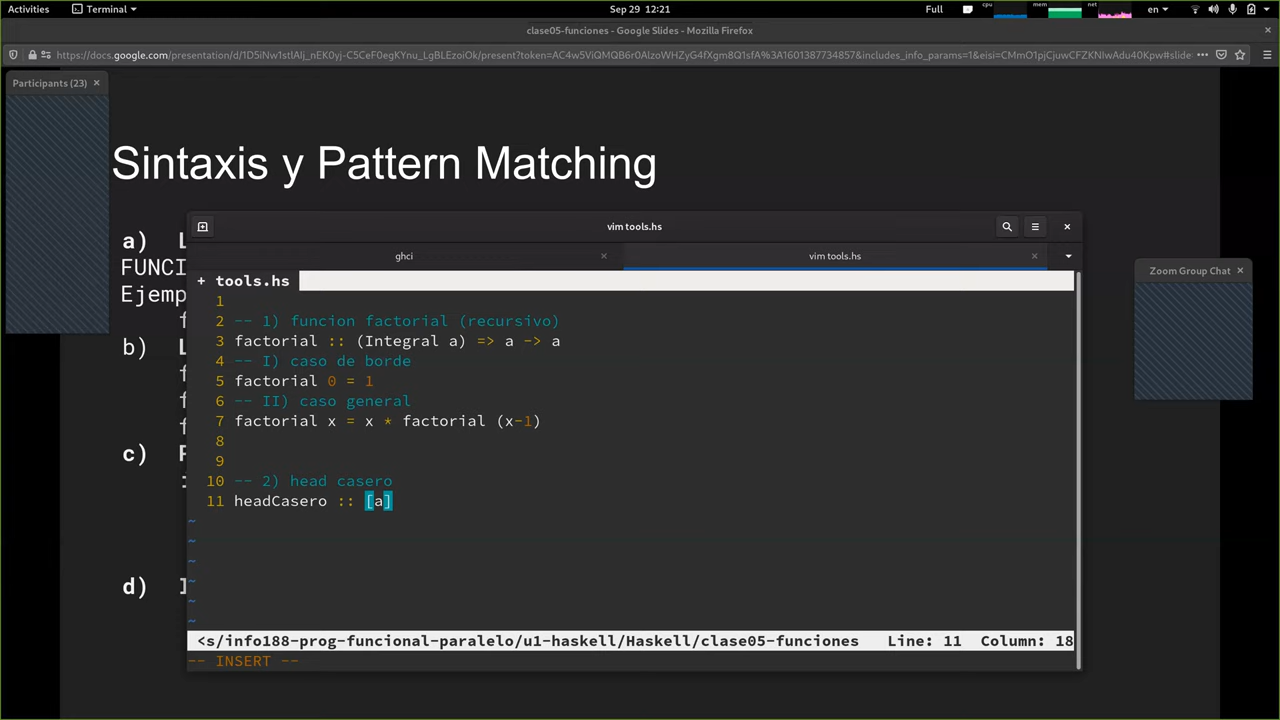 Activities
Terminal
Sep 29 12:21
Full
cpu
mem
net
en
clase05-funciones - Google Slides - Mozilla Firefox
https://docs.google.com/presentation/d/1D5iNw1stlAlj_nEK0yj-C5CeF0egKYnu_LgBLEzoiOk/present?token=AC4w5ViQMQB6r0AlzoWHZyG4fXgm8Q1sfA%3A1601387734857&includes_info_params=1&eisi=CMmO1pjCjuwCFZKNIwAdu40Kpw#slide
Participants (23)
Sintaxis y Pattern Matching
a) L
FUNCI
Ejemp
f
b) L
f
f
f
c)
d)
vim tools.hs
ghci
vim tools.hs
+ tools.hs
1
2 -- 1) funcion factorial (recursivo)
3 factorial :: (Integral a) => a -> a
4 -- I) caso de borde
5 factorial 0 = 1
6 -- II) caso general
7 factorial x = x * factorial (x-1)
8
9
10 -- 2) head casero
11 headCasero :: [a]
~
~
~
~
~
~
<s/info188-prog-funcional-paralelo/u1-haskell/Haskell/clase05-funciones Line: 11 Column: 18
-- INSERT --
Zoom Group Chat